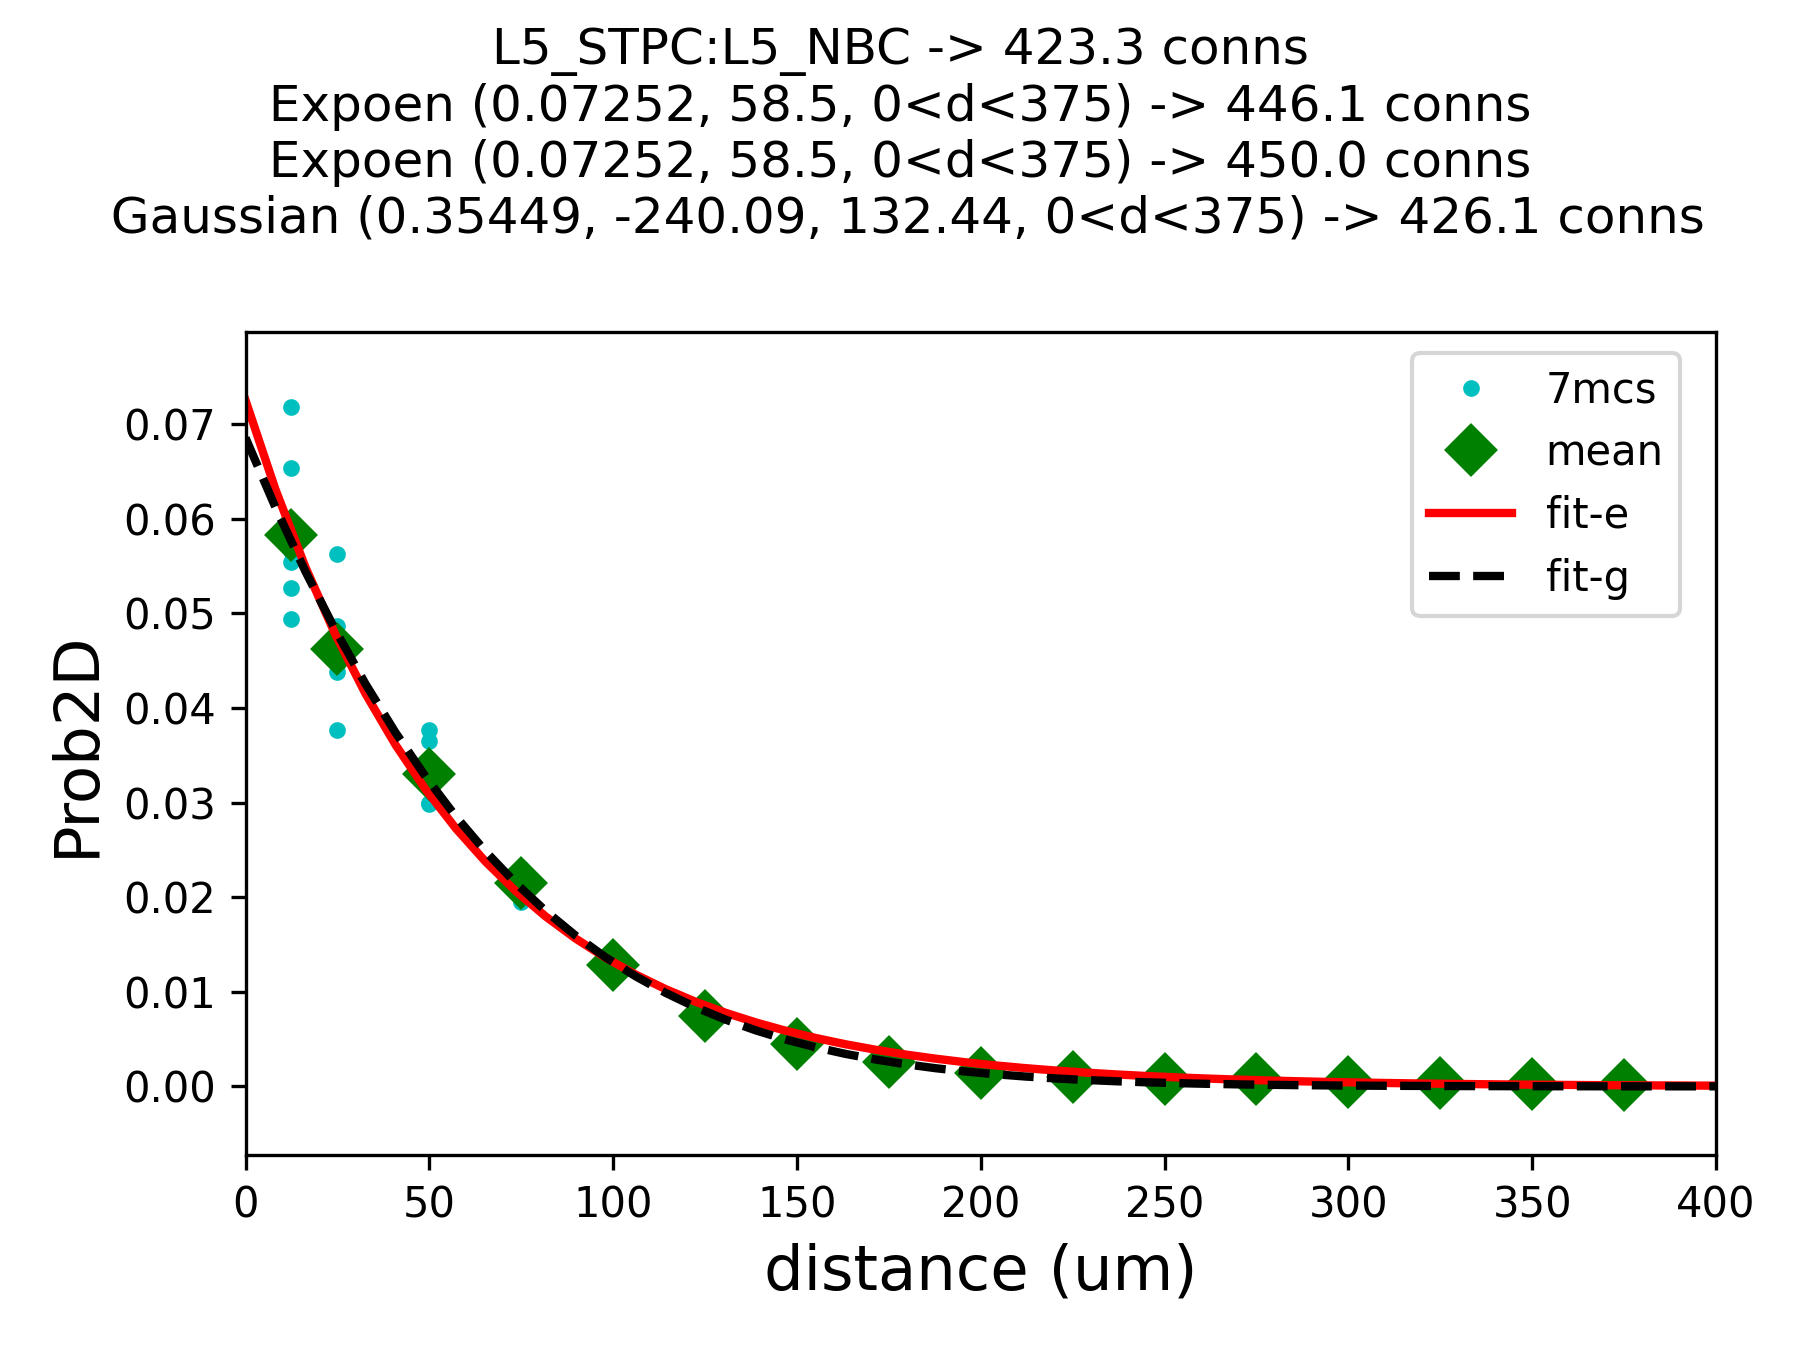 L5_STPC:L5_NBC -> 423.3 conns
Expoen (0.07252, 58.5, 0<d<375) -> 446.1 conns
Expoen (0.07252, 58.5, 0<d<375) -> 450.0 conns
Gaussian (0.35449, -240.09, 132.44, 0<d<375) -> 426.1 conns
7mcs
mean
fit-e
fit-g
Prob2D
0.07
0.06
0.05
0.04
0.03
0.02
0.01
0.00
0 50 100 150 200 250 300 350 400
distance (um)